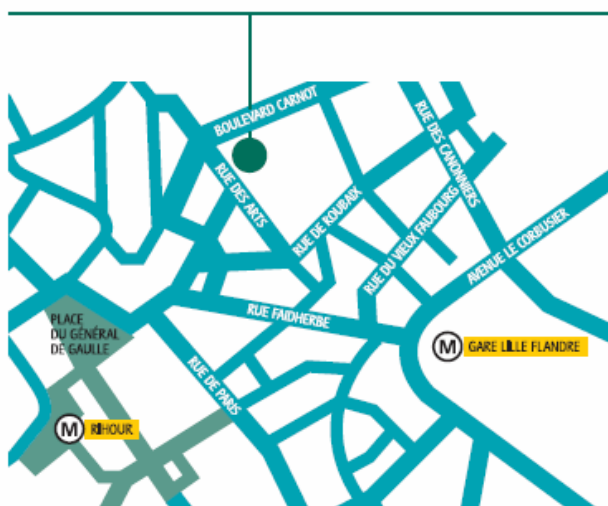 BOULEVARD CARNOT
RUE DES CANONNIERS
RUE DES ARTS
RUE DE ROUBAIX
RUE DU VIEUX FAUBOURG
AVENUE LE CORBUSIER
RUE FAIDHERBE
PLACE
DU GÉNÉRAL
DE GAULLE
M GARE LILLE FLANDRE
RUE DE PARIS
M RIHOUR